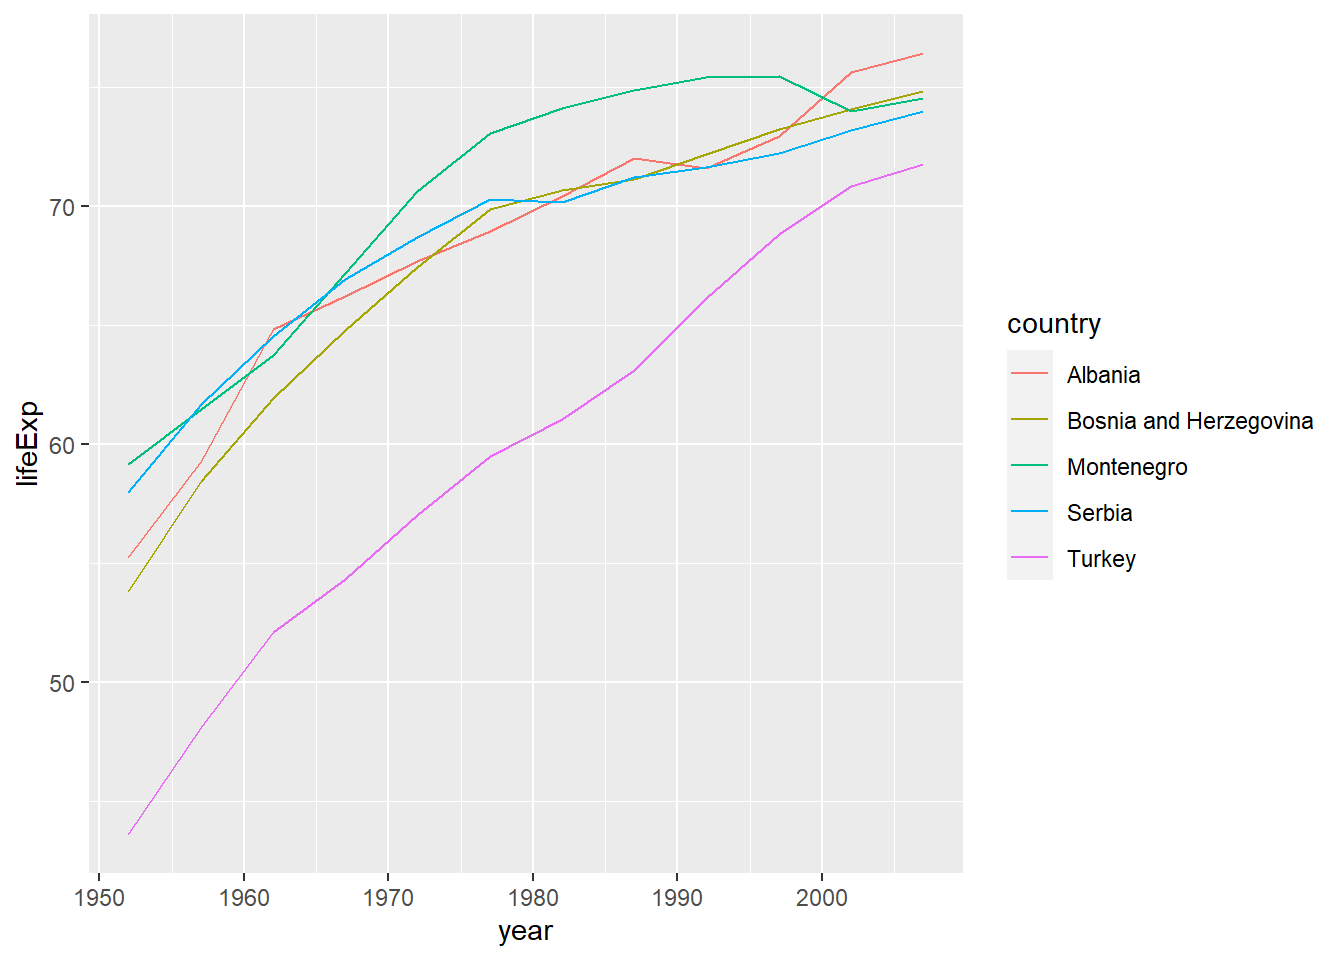 lifeExp
70
60
50
1950 1960 1970 1980 1990 2000
year
country
Albania
Bosnia and Herzegovina
Montenegro
Serbia
Turkey